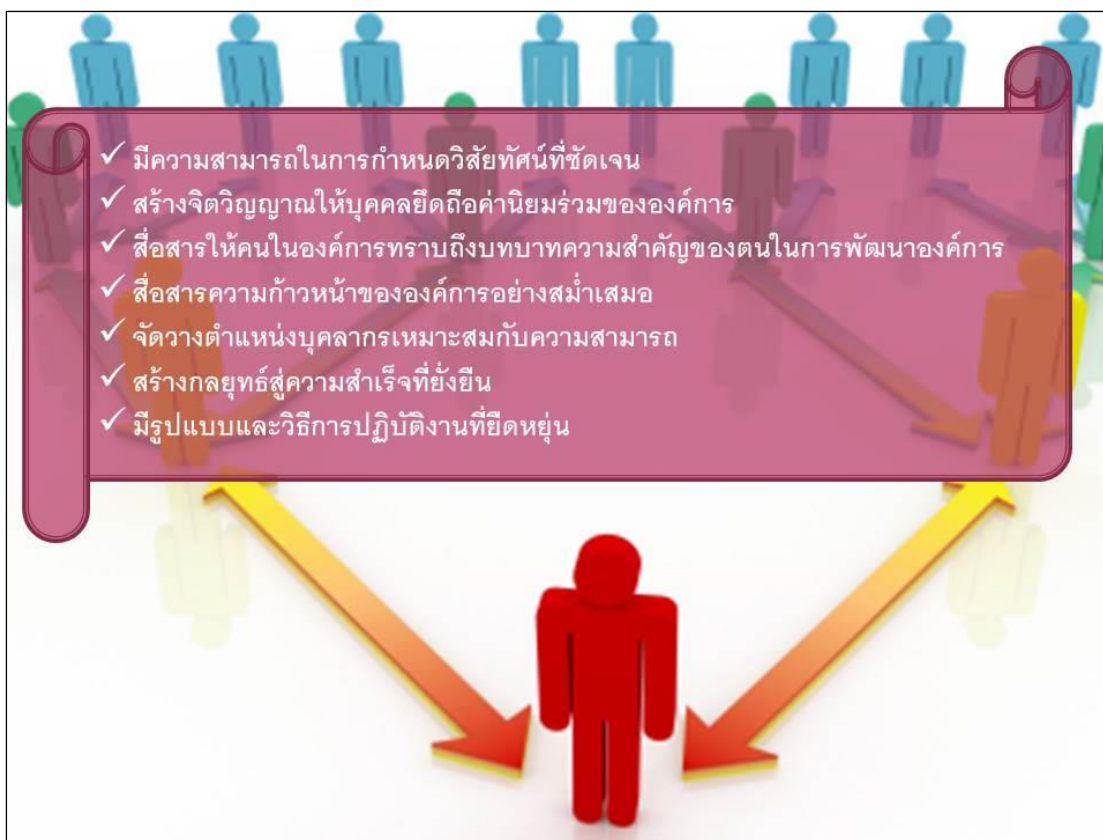 ✓ มีความสามารถในการกำหนดวิสัยทัศน์ที่ชัดเจน
✓ สร้างจิตวิญญาณให้บุคคลยึดถือค่านิยมร่วมขององค์การ
✓ สื่อสารให้คนในองค์การทราบถึงบทบาทความสำคัญของตนในการพัฒนาองค์การ
✓ สื่อสารความก้าวหน้าขององค์การอย่างสม่ำเสมอ
✓ จัดวางตำแหน่งบุคลากรเหมาะสมกับความสามารถ
✓ สร้างกลยุทธ์สู่ความสำเร็จที่ยั่งยืน
✓ มีรูปแบบและวิธีการปฏิบัติงานที่ยืดหยุ่น